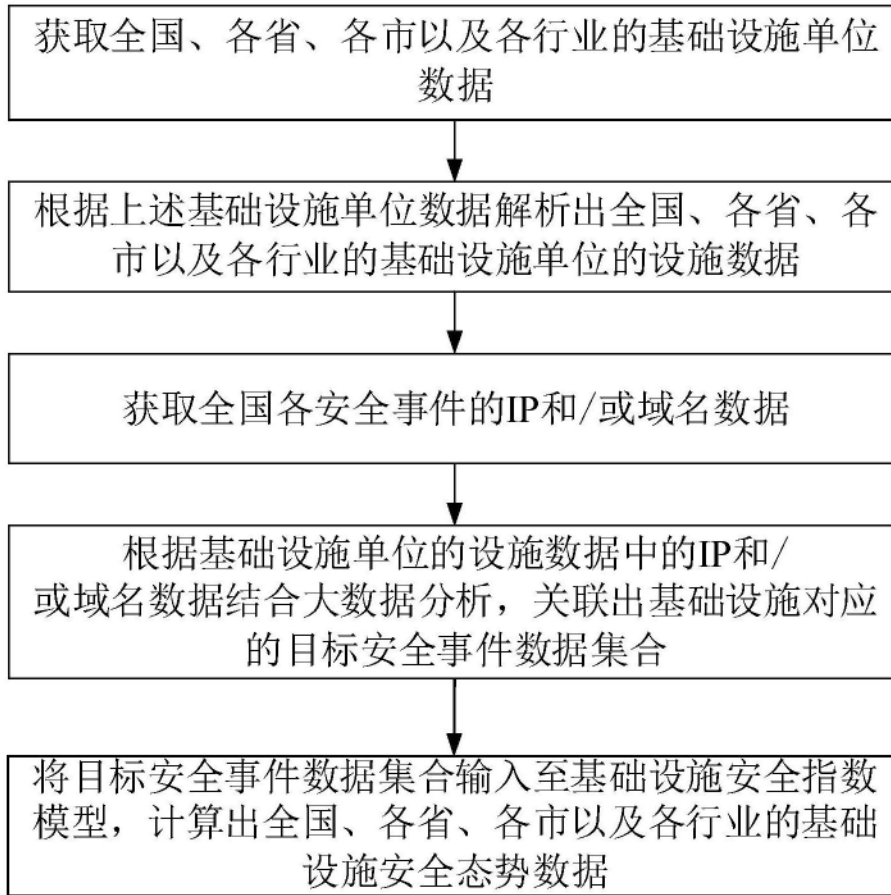 获取全国、各省、各市以及各行业的基础设施单位
数据
根据上述基础设施单位数据解析出全国、各省、各
市以及各行业的基础设施单位的设施数据
获取全国各安全事件的IP和/或域名数据
根据基础设施单位的设施数据中的IP和/
或域名数据结合大数据分析，关联出基础设施对应
的目标安全事件数据集合
将目标安全事件数据集合输入至基础设施安全指数
模型，计算出全国、各省、各市以及各行业的基础
设施安全态势数据